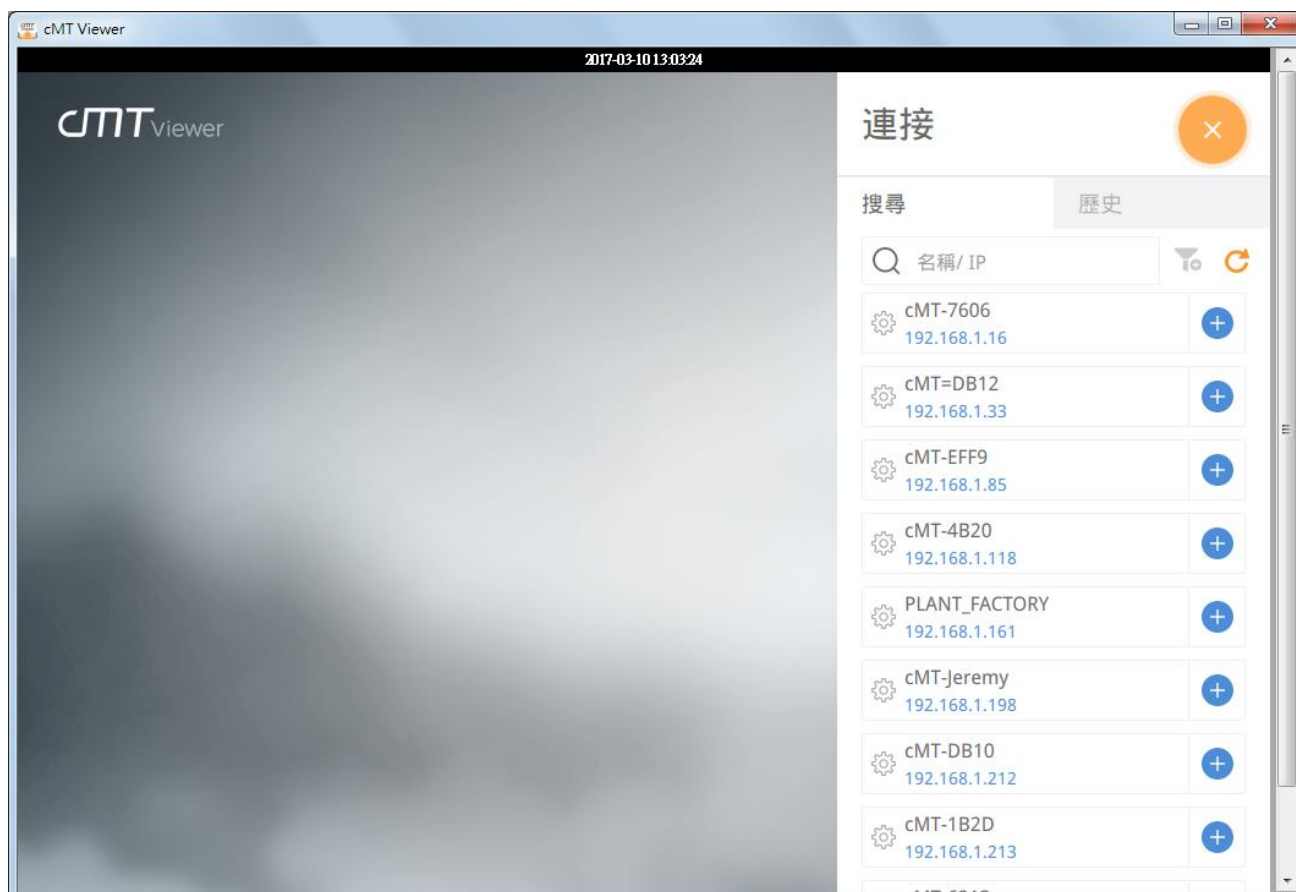 cMT Viewer
2017-03-10 13:03:24
cMT Viewer
連接
搜尋
歷史
名稱/ IP
cMT-7606
192.168.1.16
cMT=DB12
192.168.1.33
cMT-EFF9
192.168.1.85
cMT-4B20
192.168.1.118
PLANT_FACTORY
192.168.1.161
cMT-Jeremy
192.168.1.198
cMT-DB10
192.168.1.212
cMT-1B2D
192.168.1.213